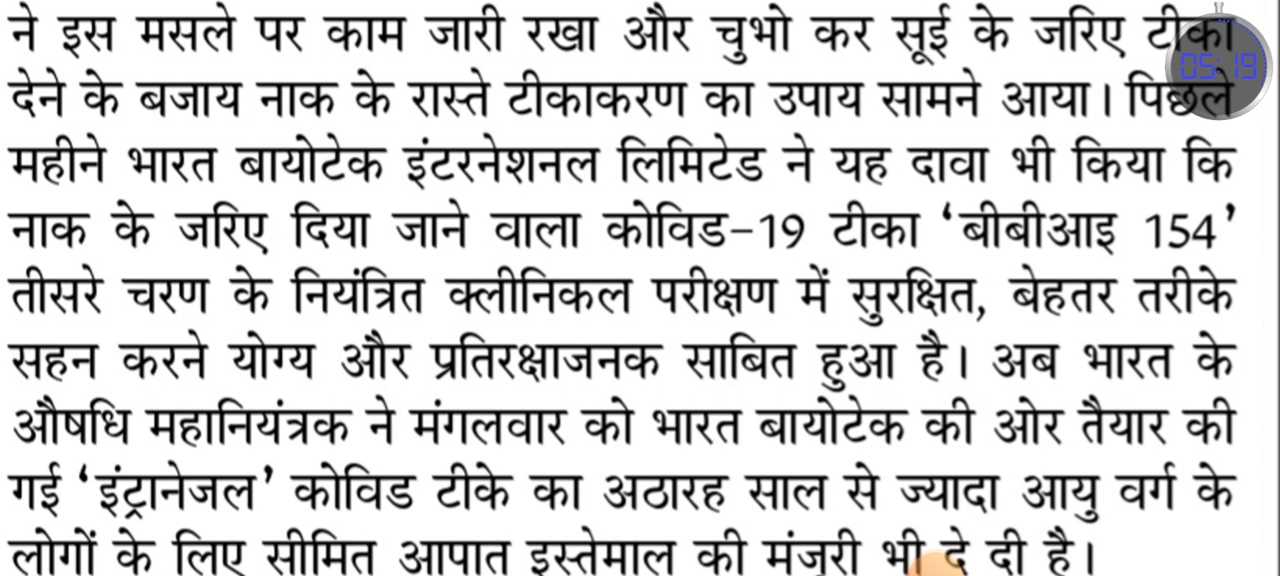 ने इस मसले पर काम जारी रखा और चुभो कर सूई के जरिए टीका
देने के बजाय नाक के रास्ते टीकाकरण का उपाय सामने आया। पिछले
महीने भारत बायोटेक इंटरनेशनल लिमिटेड ने यह दावा भी किया कि
नाक के जरिए दिया जाने वाला कोविड-19 टीका ‘बीबीआइ 154’
तीसरे चरण के नियंत्रित क्लीनिकल परीक्षण में सुरक्षित, बेहतर तरीके
सहन करने योग्य और प्रतिरक्षाजनक साबित हुआ है। अब भारत के
औषधि महानियंत्रक ने मंगलवार को भारत बायोटेक की ओर तैयार की
गई ‘इंट्रानेजल’ कोविड टीके का अठारह साल से ज्यादा आयु वर्ग के
लोगों के लिए सीमित आपात इस्तेमाल की मंजूरी भी दे दी है।
05:19